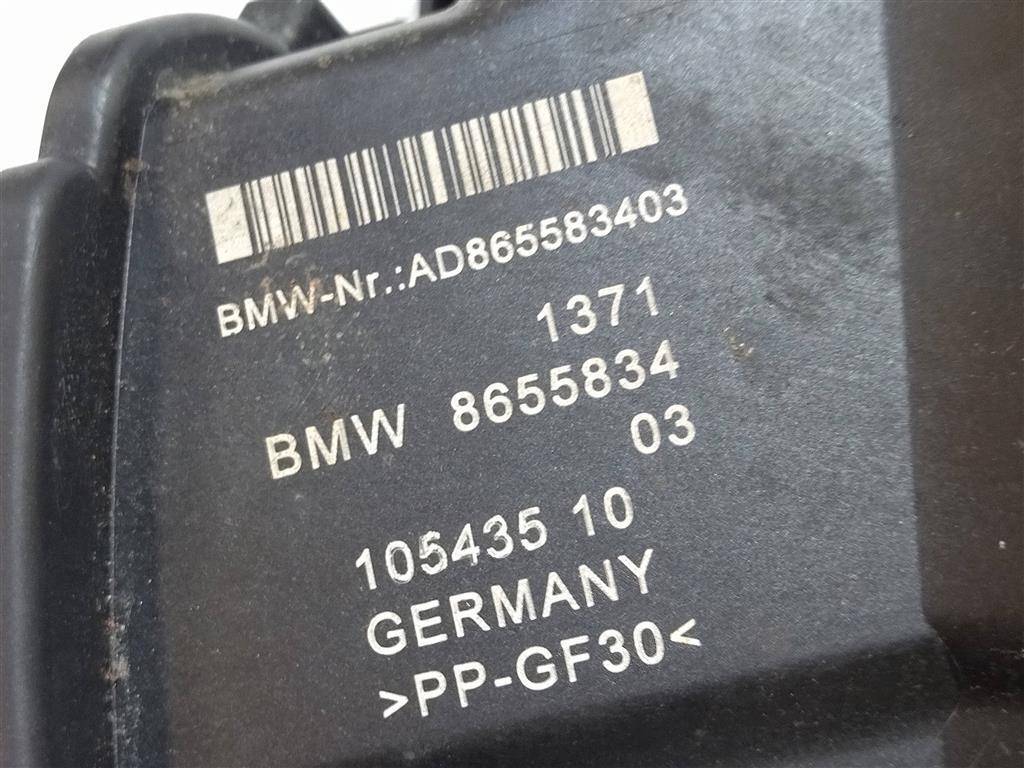 BMW-Nr.:AD865583403
1371
BMW 8655834
03
105435 10
GERMANY
>PP-GF30<